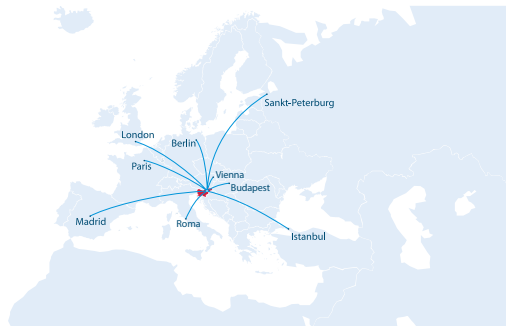 Sankt-Peterburg
London
Berlin
Paris
Vienna
Budapest
Madrid
Roma
Istanbul